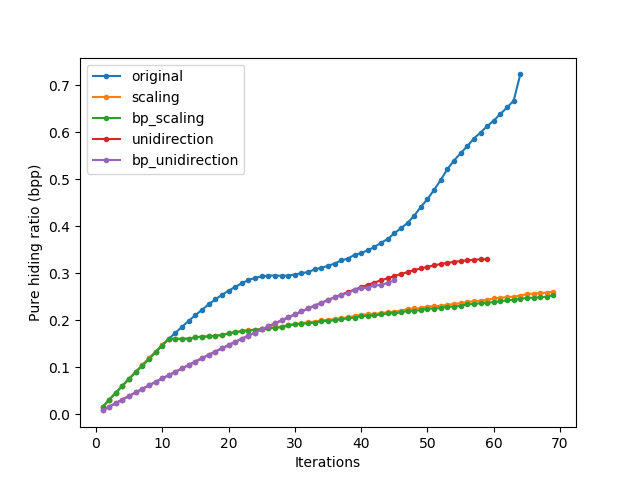 original
scaling
bp_scaling
unidirection
bp_unidirection
Pure hiding ratio (bpp)
0.7
0.6
0.5
0.4
0.3
0.2
0.1
0.0
0 10 20 30 40 50 60 70
Iterations